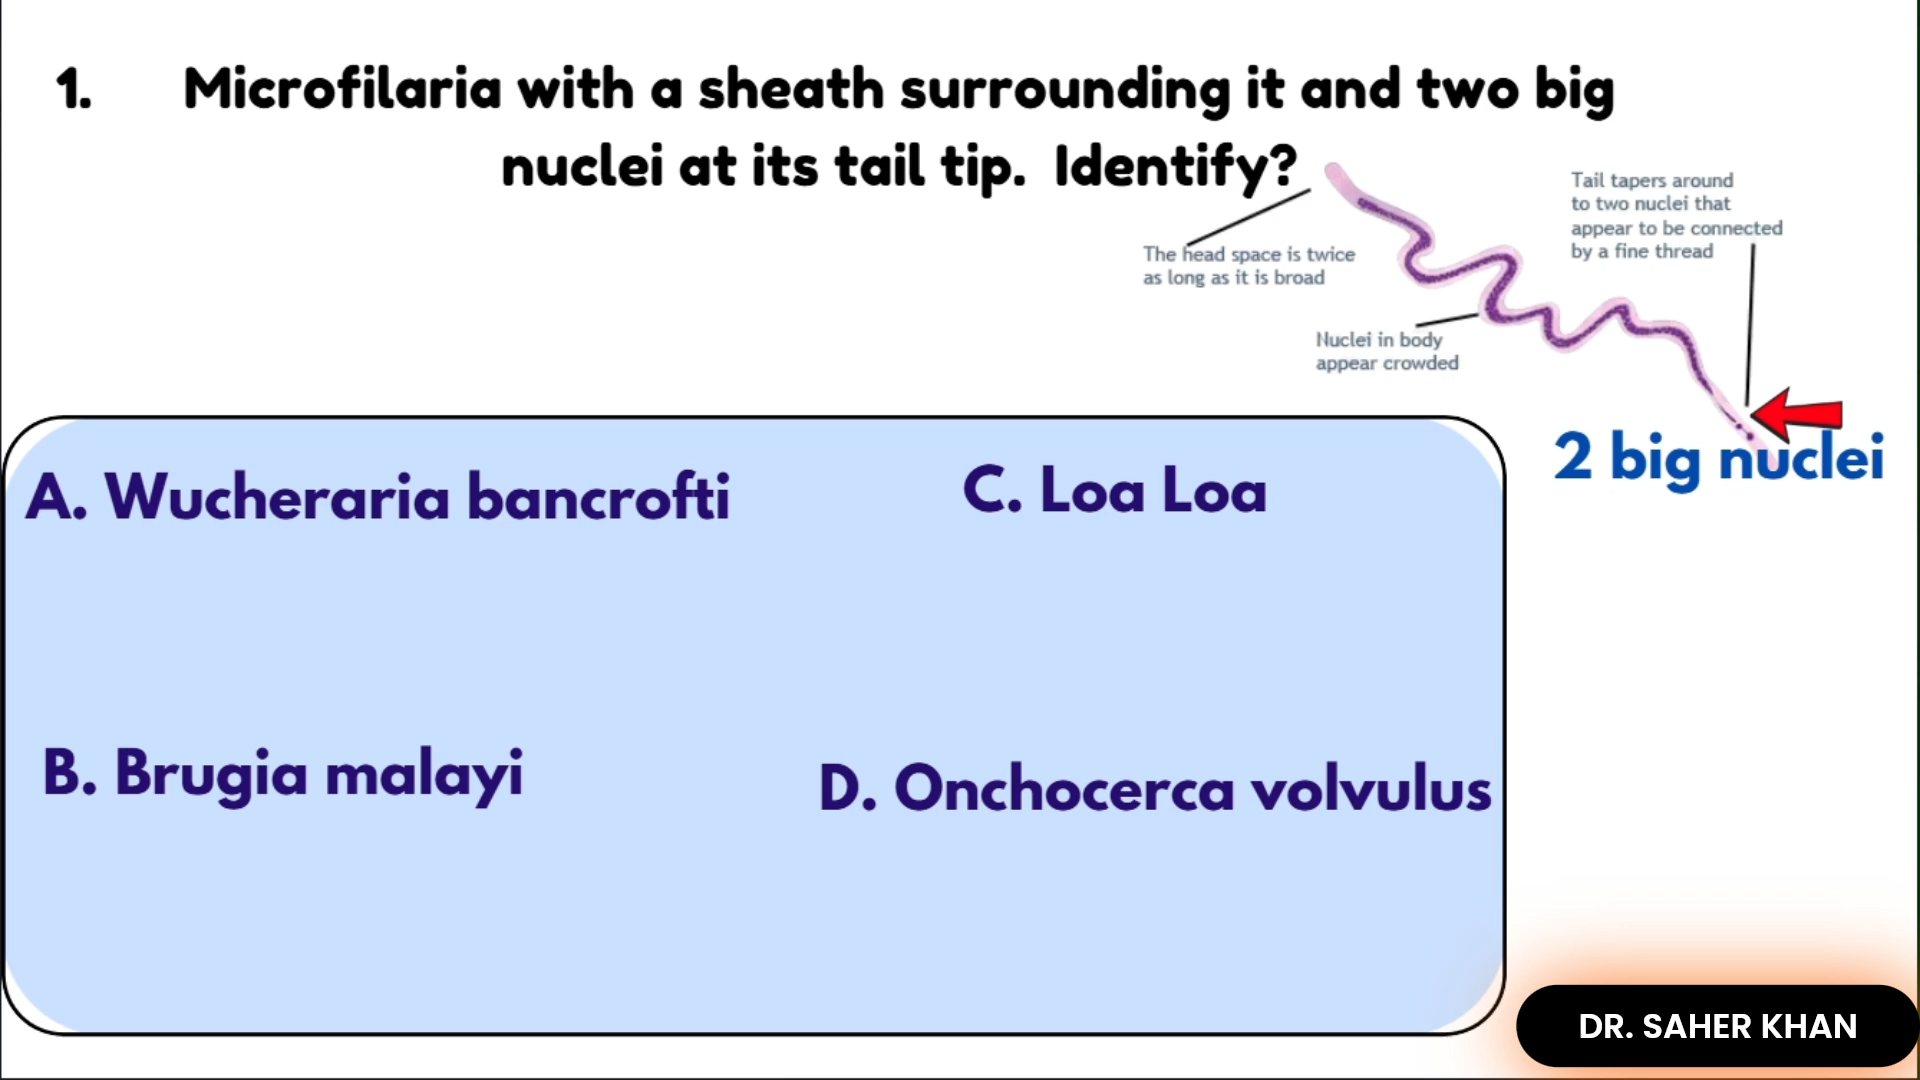 1. Microfilaria with a sheath surrounding it and two big
nuclei at its tail tip. Identify?
Tail tapers around
to two nuclei that
appear to be connected
by a fine thread
The head space is twice
as long as it is broad
Nuclei in body
appear crowded
2 big nuclei
A. Wucheraria bancrofti
C. Loa Loa
B. Brugia malayi
D. Onchocerca volvulus
DR. SAHER KHAN